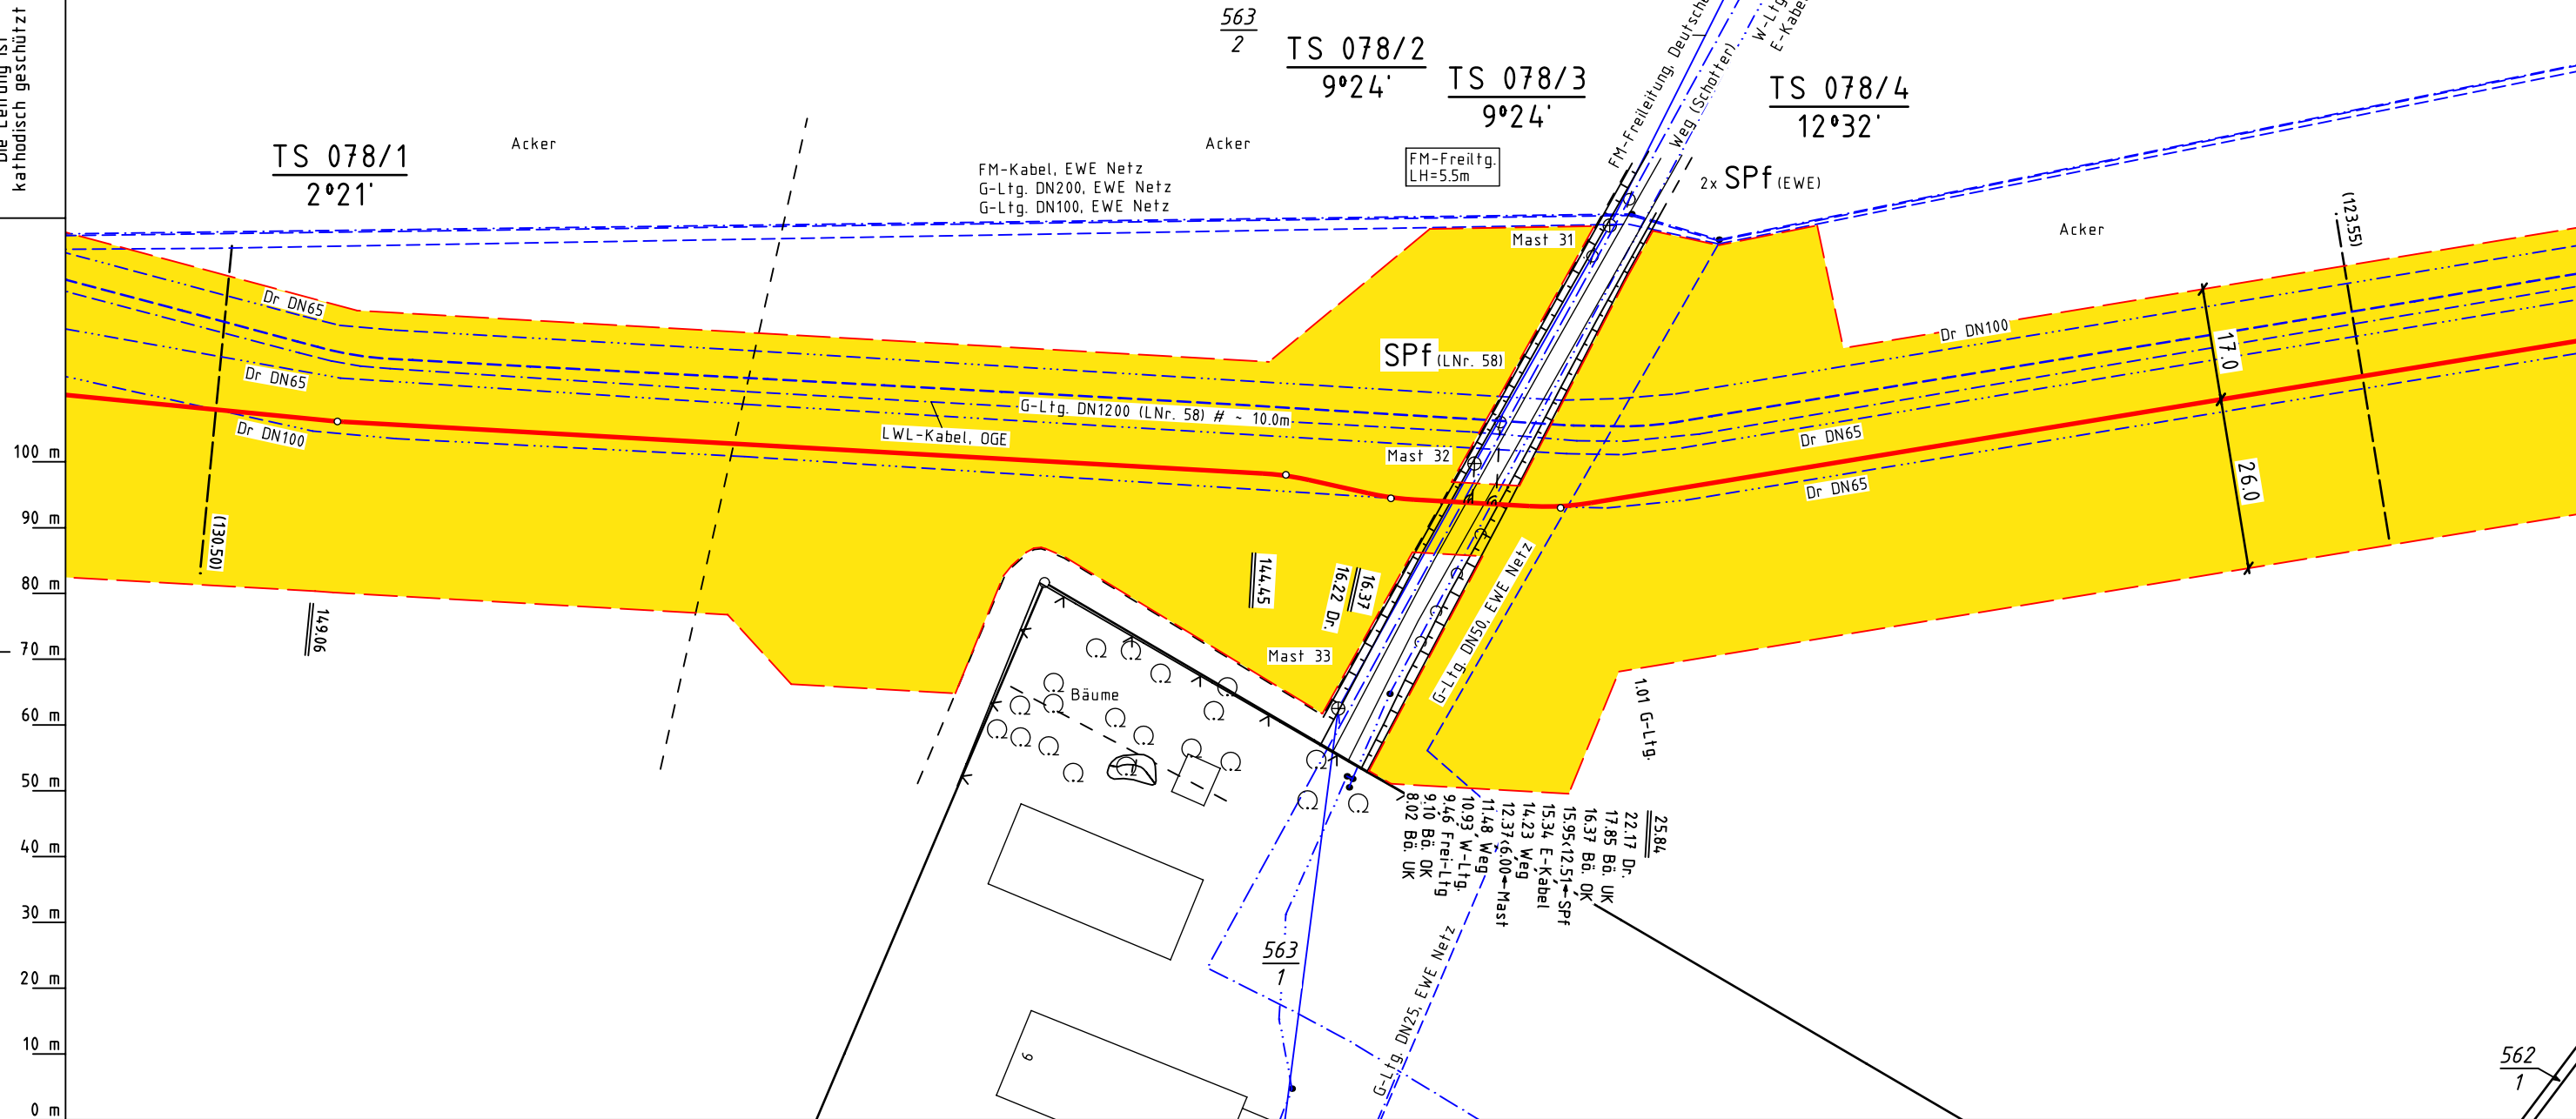 Die Leitung ist
kathodisch geschützt
563
2
TS 078/2
9°24'
TS 078/3
9°24'
TS 078/4
12°32'
TS 078/1
2°21'
Acker
Acker
Acker
FM-Kabel, EWE Netz
G-Ltg. DN200, EWE Netz
G-Ltg. DN100, EWE Netz
FM-Freiltg.
LH=5.5m
FM-Freileitung, Deutsche
Weg (Schotter)
W-Ltg
E-Kabel
2x SPf (EWE)
Mast 31
(123.55)
Dr DN65
Dr DN65
Dr DN100
SPf (LNr. 58)
Dr DN100
17.0
26.0
G-Ltg. DN1200 (LNr. 58) # ~ 10.0m
LWL-Kabel, OGE
Mast 32
Dr DN65
Dr DN65
(130.50)
149.06
144.45
16.22 Dr.
16.37
Mast 33
G-Ltg. DN50, EWE Netz
1.01 G-Ltg.
Bäume
25.84
22.17 Dr.
17.85 Bö. UK
16.37 Bö. OK
15.95<12.51→SPf
15.34 E-Kabel
14.23 Weg
12.37<6.00→Mast
11.48 Weg
10.93 W-Ltg.
9.46 Frei-Ltg
9.10 Bö. OK
8.02 Bö. UK
G-Ltg. DN25, EWE Netz
563
1
6
562
1
100 m
90 m
80 m
70 m
60 m
50 m
40 m
30 m
20 m
10 m
0 m